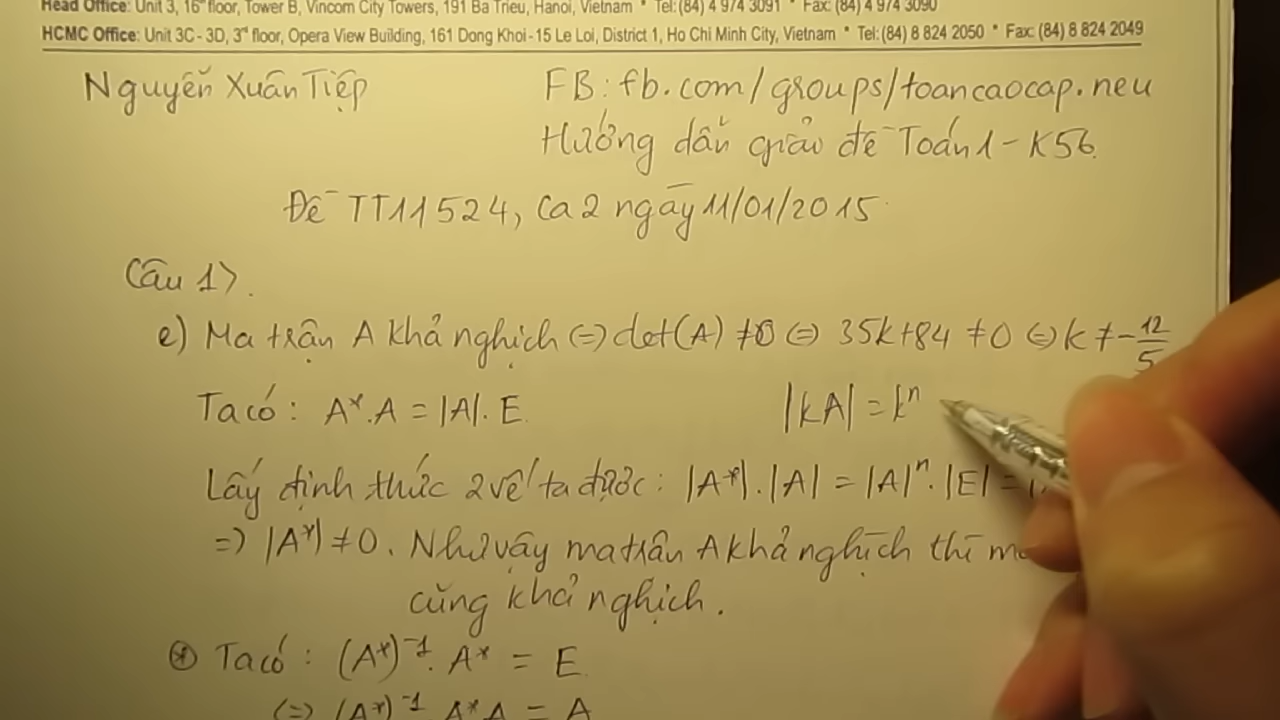 Head Office: Unit 3, 16th floor, Tower B, Vincom City Towers, 191 Ba Trieu, Hanoi, Vietnam * Tel: (84) 4 974 3091 * Fax: (84) 4 974 3090
HCMC Office: Unit 3C - 3D, 3rd floor, Opera View Building, 161 Dong Khoi - 15 Le Loi, District 1, Ho Chi Minh City, Vietnam * Tel: (84) 8 824 2050 * Fax: (84) 8 824 2049
Nguyễn Xuân Tiệp FB: fb.com/groups/toancaocap.neu
Hướng dẫn giải đề Toán 1 - K56
Đề TT11524, Ca 2 ngày 11/01/2015
Câu 1>.
e) Ma trận A khả nghịch <=> det(A) ≠ 0 <=> 35k+84 ≠ 0 <=> k ≠ -12/5
Ta có: A*.A = |A|. E |kA| = kⁿ
Lấy định thức 2 vế ta được: |A*|.|A| = |A|ⁿ.|E| =
=> |A*| ≠ 0. Như vậy ma trận A khả nghịch thì
cũng khả nghịch.
⊛ Ta có: (A*)⁻¹. A* = E
(=> (A*)⁻¹ A*A = A